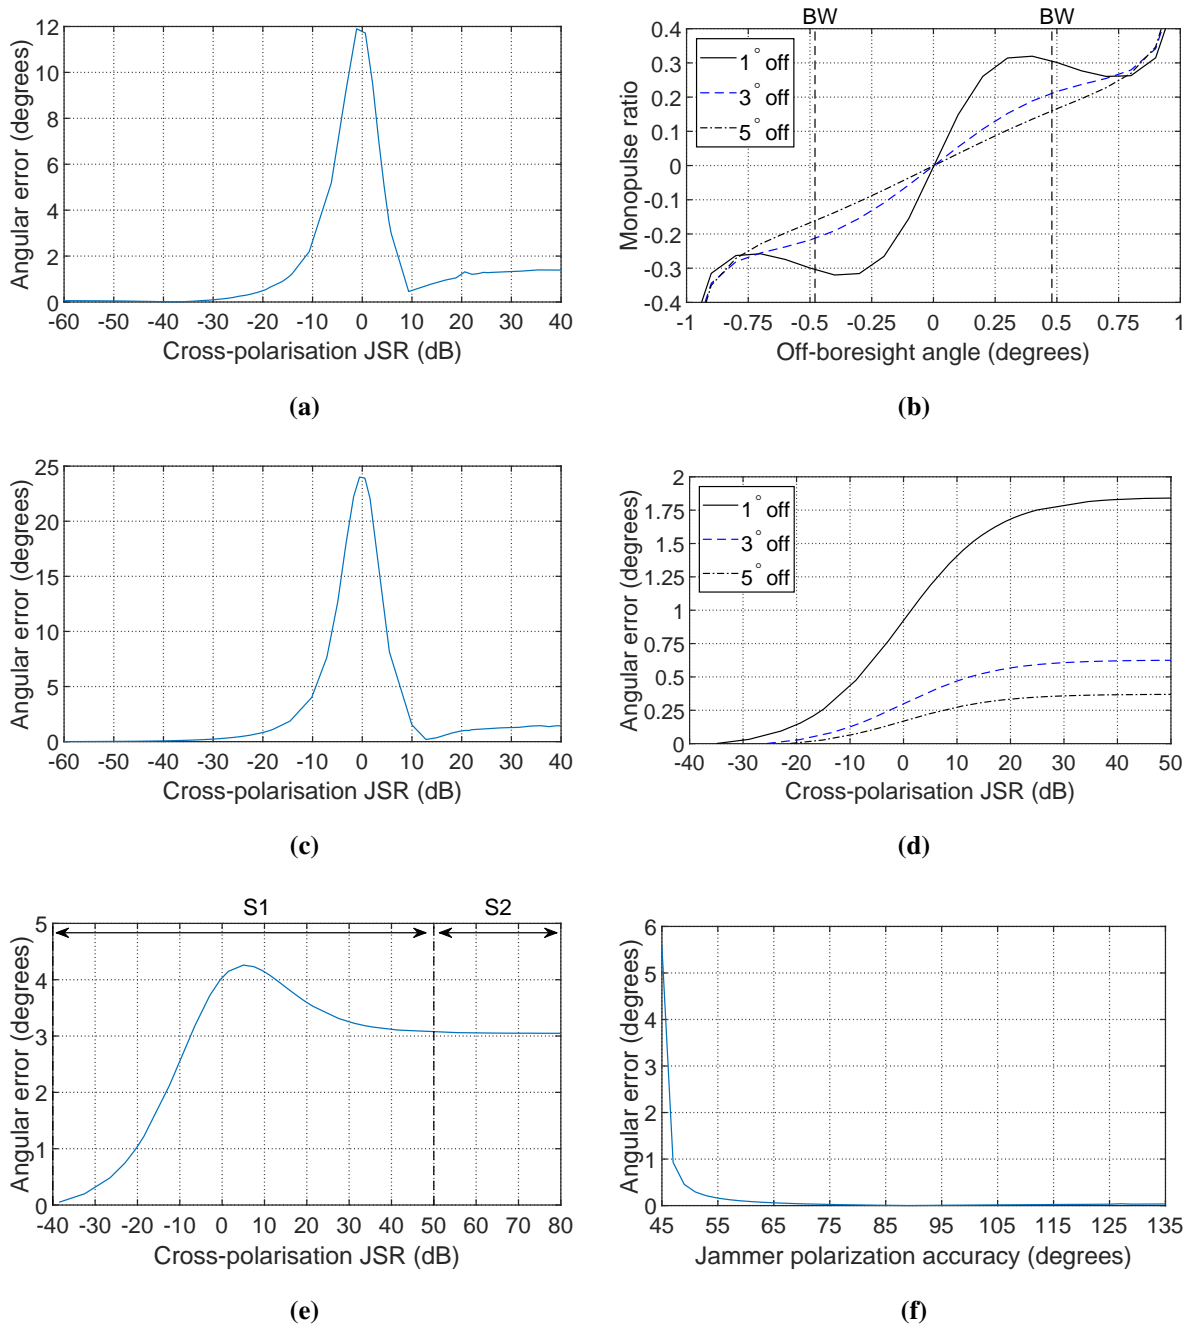 Angular error (degrees)
12
10
8
6
4
2
0
-60 -50 -40 -30 -20 -10 0 10 20 30 40
Cross-polarisation JSR (dB)
(a)
BW BW
Monopulse ratio
0.4
0.3
0.2
0.1
0
-0.1
-0.2
-0.3
-0.4
1° off
3° off
5° off
-1 -0.75 -0.5 -0.25 0 0.25 0.5 0.75 1
Off-boresight angle (degrees)
(b)
Angular error (degrees)
25
20
15
10
5
0
-60 -50 -40 -30 -20 -10 0 10 20 30 40
Cross-polarisation JSR (dB)
(c)
Angular error (degrees)
2
1.75
1.5
1.25
1
0.75
0.5
0.25
0
1° off
3° off
5° off
-40 -30 -20 -10 0 10 20 30 40 50
Cross-polarisation JSR (dB)
(d)
S1 S2
Angular error (degrees)
5
4
3
2
1
0
-40 -30 -20 -10 0 10 20 30 40 50 60 70 80
Cross-polarisation JSR (dB)
(e)
Angular error (degrees)
6
5
4
3
2
1
0
45 55 65 75 85 95 105 115 125 135
Jammer polarization accuracy (degrees)
(f)